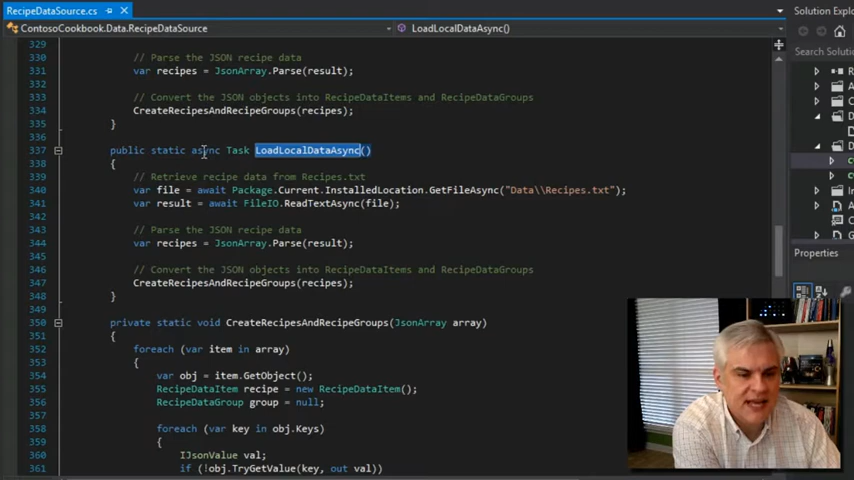 RecipeDataSource.cs
Solution Explo
ContosoCookbook.Data.RecipeDataSource
LoadLocalDataAsync()
Search Solutio
329
330 // Parse the JSON recipe data
331 var recipes = JsonArray.Parse(result);
332
333 // Convert the JSON objects into RecipeDataItems and RecipeDataGroups
334 CreateRecipesAndRecipeGroups(recipes);
335 }
336
337 public static async Task LoadLocalDataAsync()
338 {
339 // Retrieve recipe data from Recipes.txt
340 var file = await Package.Current.InstalledLocation.GetFileAsync("Data\\Recipes.txt");
341 var result = await FileIO.ReadTextAsync(file);
342
343 // Parse the JSON recipe data
344 var recipes = JsonArray.Parse(result);
345
346 // Convert the JSON objects into RecipeDataItems and RecipeDataGroups
347 CreateRecipesAndRecipeGroups(recipes);
348 }
349
350 private static void CreateRecipesAndRecipeGroups(JsonArray array)
351 {
352 foreach (var item in array)
353 {
354 var obj = item.GetObject();
355 RecipeDataItem recipe = new RecipeDataItem();
356 RecipeDataGroup group = null;
357
358 foreach (var key in obj.Keys)
359 {
360 IJsonValue val;
361 if (!obj.TryGetValue(key, out val))
Properties